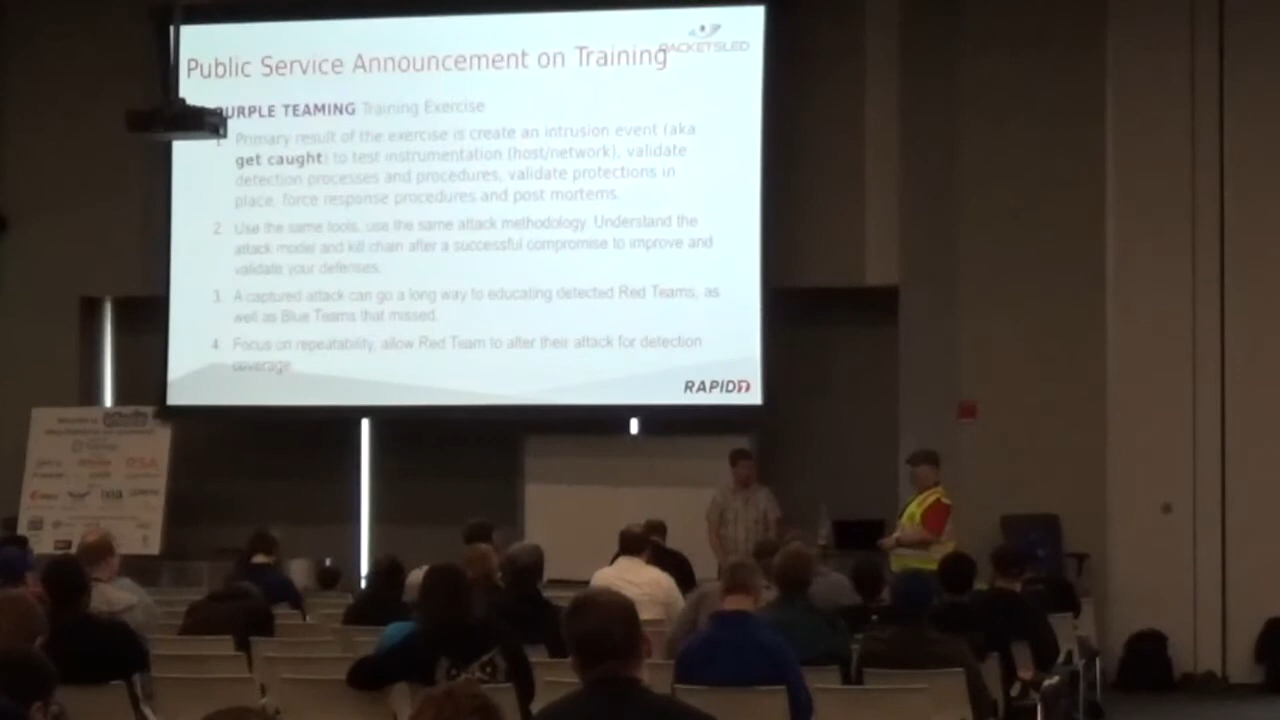 Public Service Announcement on Training
PACKETSLED
PURPLE TEAMING Training Exercise
1. Primary result of the exercise is create an intrusion event (aka
get caught) to test instrumentation (host/network), validate
detection processes and procedures, validate protections in
place, force response procedures and post mortems.
2. Use the same tools, use the same attack methodology. Understand the
attack model and kill chain after a successful compromise to improve and
validate your defenses.
3. A captured attack can go a long way to educating detected Red Teams, as
well as Blue Teams that missed.
4. Focus on repeatability, allow Red Team to alter their attack for detection
coverage
RAPID7
RSA
ixia